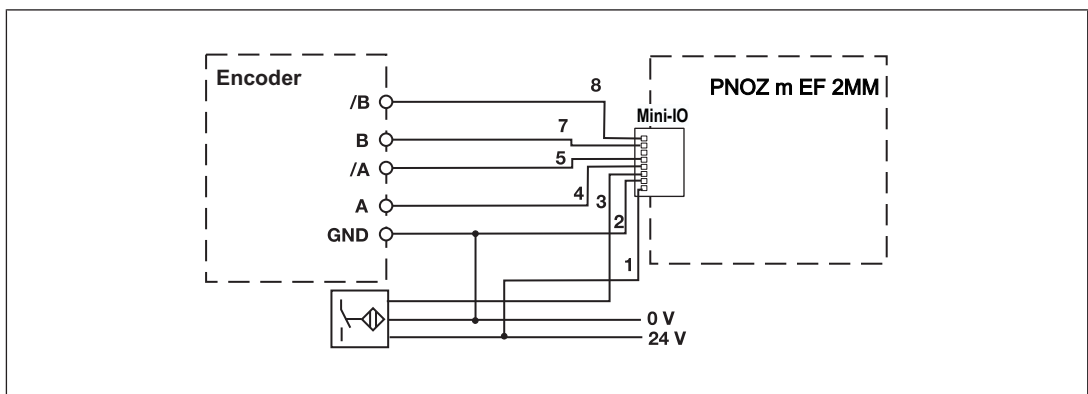 Encoder
PNOZ m EF 2MM
Mini-IO
/B
8
B
7
/A
5
A
4
3
GND
2
1
0 V
24 V